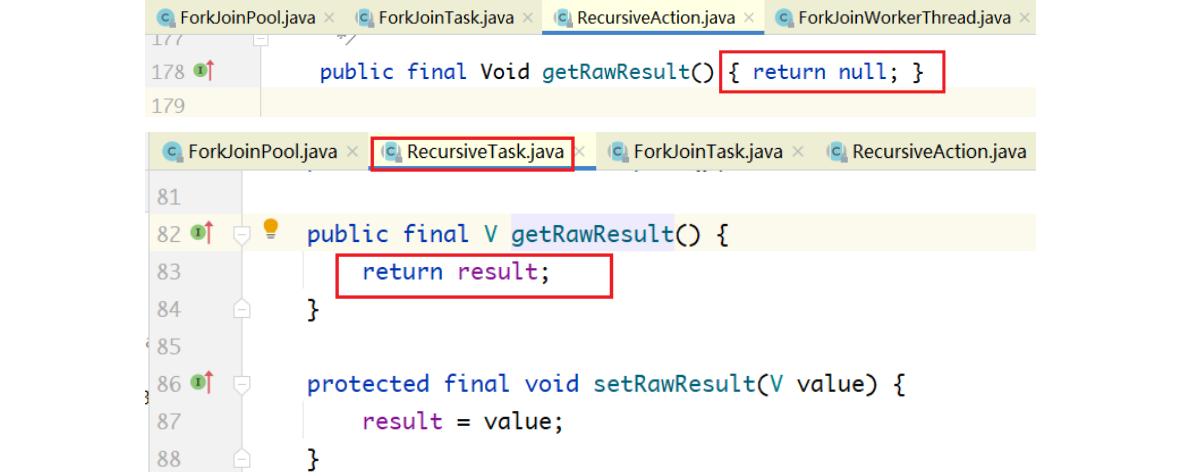 ForkJoinPool.java × ForkJoinTask.java × RecursiveAction.java × ForkJoinWorkerThread.java ×
177 */
178 public final Void getRawResult() { return null; }
179
ForkJoinPool.java × RecursiveTask.java × ForkJoinTask.java × RecursiveAction.java
81
82 public final V getRawResult() {
83 return result;
84 }
85
86 protected final void setRawResult(V value) {
87 result = value;
88 }